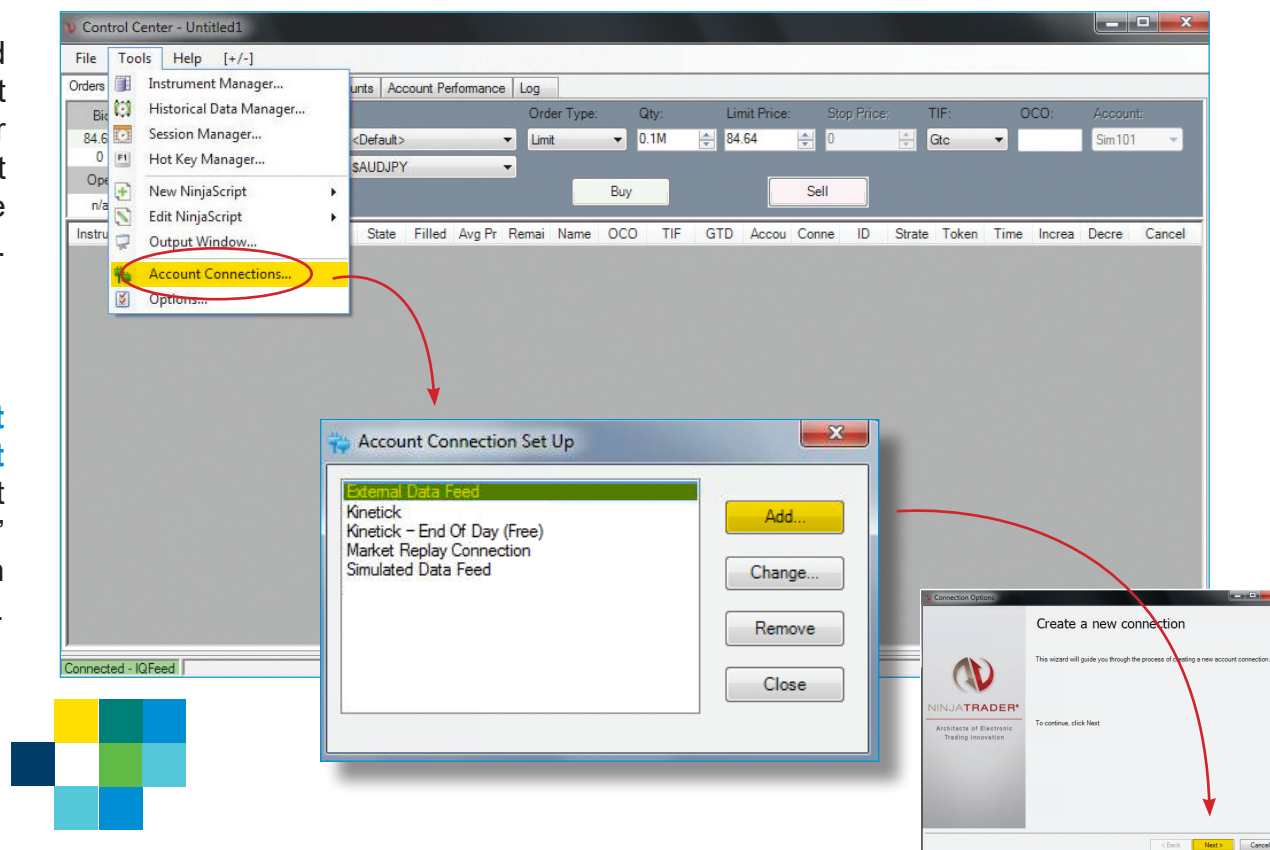 Control Center - Untitled1
File Tools Help [+/-]
Orders
unts Account Performance Log
Instrument Manager...
Historical Data Manager...
Session Manager...
Hot Key Manager...
New NinjaScript
Edit NinjaScript
Output Window...
Account Connections...
Options...
Order Type: Qty: Limit Price: Stop Price: TIF: OCO: Account:
84.6 <Default> Limit 0.1M 84.64 0 Gtc Sim101
0 F1 $AUDJPY
Ope
n/a
Buy Sell
Instru State Filled Avg Pr Remai Name OCO TIF GTD Accou Conne ID Strate Token Time Increa Decre Cancel
Account Connection Set Up
External Data Feed
Kinetick
Kinetick – End Of Day (Free)
Market Replay Connection
Simulated Data Feed
Add...
Change...
Remove
Close
Connected - IQFeed
Connection Options
Create a new connection
This wizard will guide you through the process of creating a new account connection.
NINJATRADER
Architects of Electronic
Trading Innovation
To continue, click Next
< Back Next > Cancel